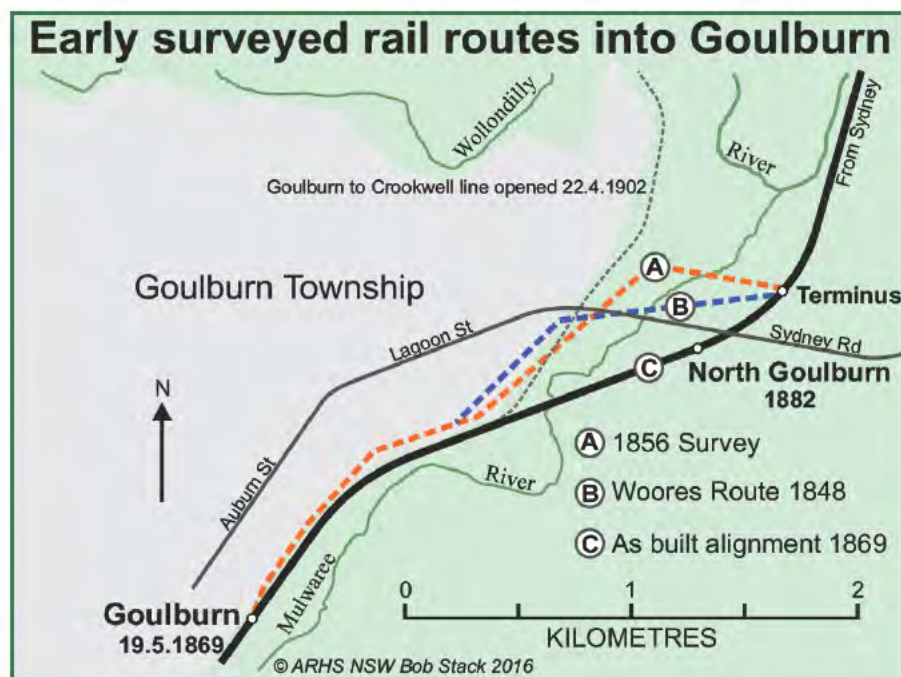 Early surveyed rail routes into Goulburn
Wollondilly
River
From Sydney
Goulburn to Crookwell line opened 22.4.1902
A
Goulburn Township
B
Terminus
Lagoon St
Sydney Rd
C
North Goulburn
1882
N
A 1856 Survey
River
B Woores Route 1848
Auburn St
C As built alignment 1869
Mulwaree
0 1 2
Goulburn
19.5.1869
KILOMETRES
© ARHS NSW Bob Stack 2016